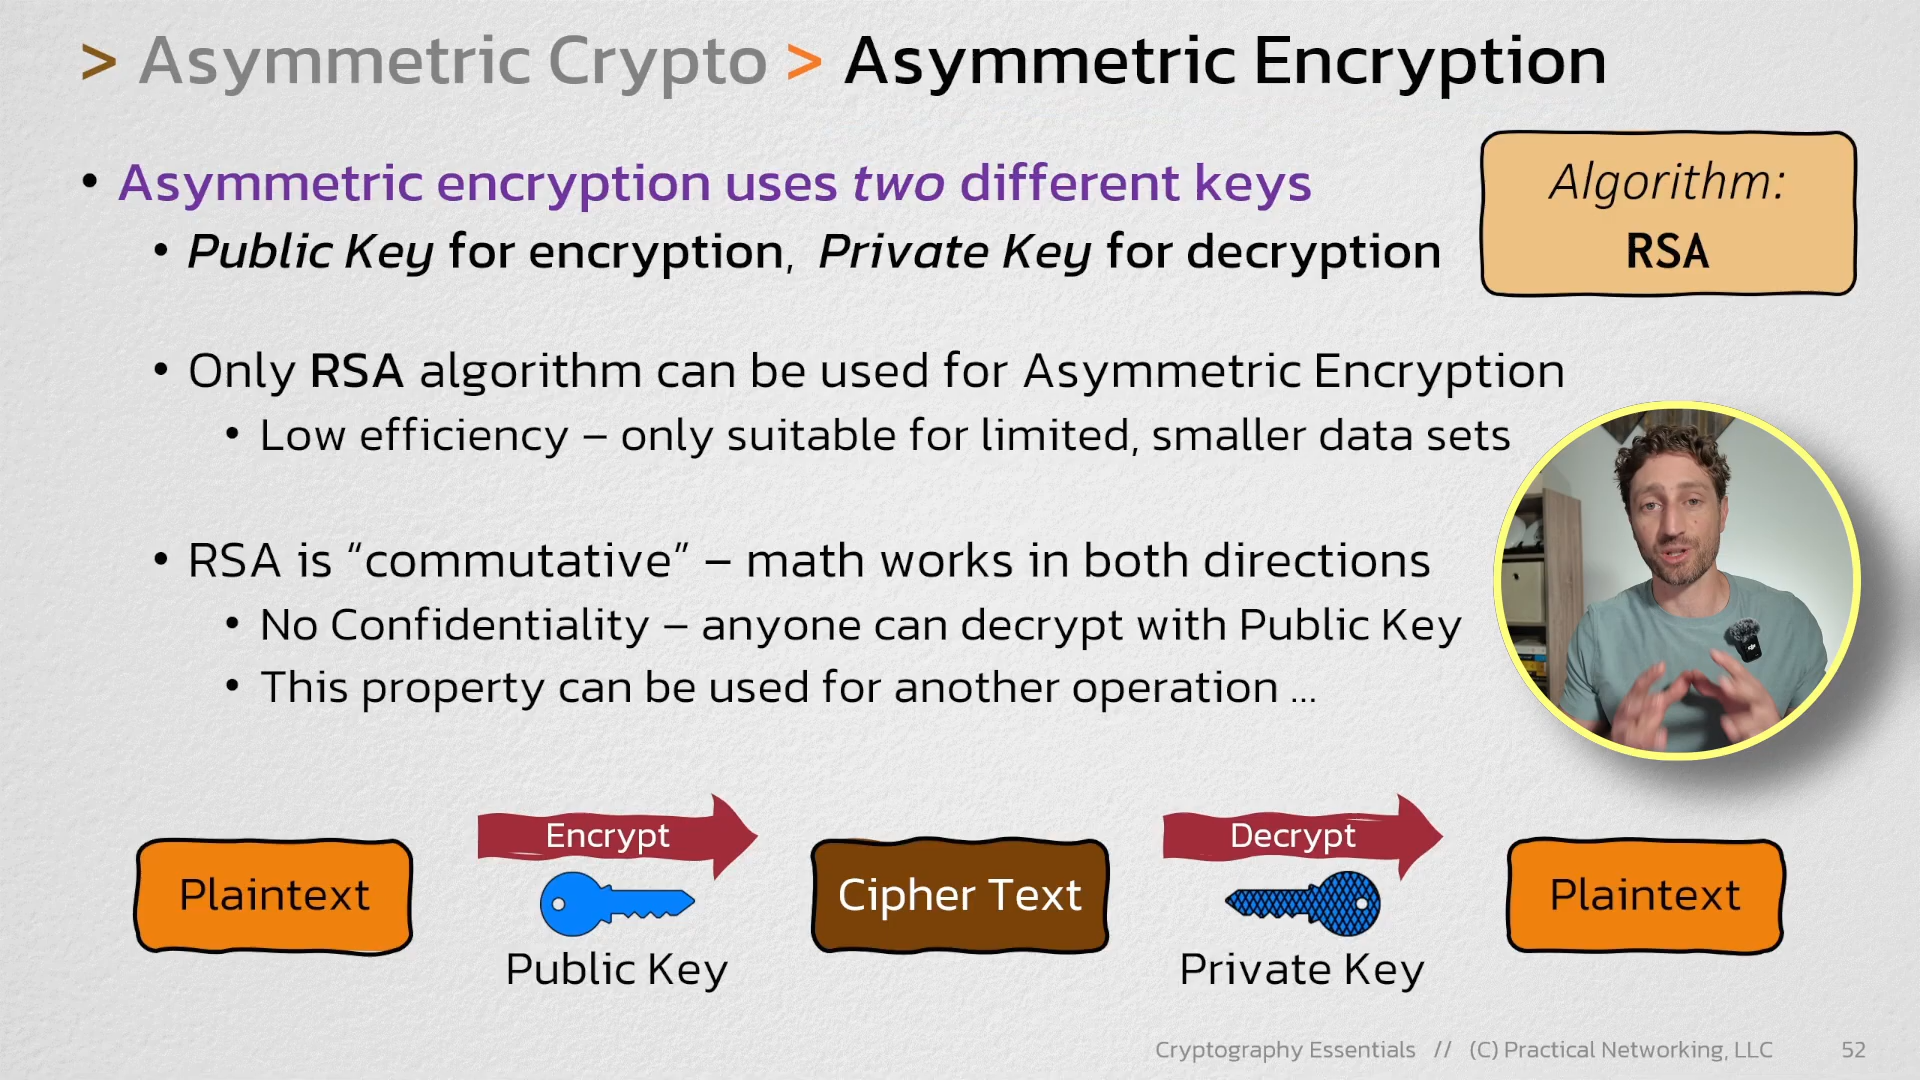 > Asymmetric Crypto > Asymmetric Encryption
• Asymmetric encryption uses two different keys
• Public Key for encryption, Private Key for decryption
Algorithm:
RSA
• Only RSA algorithm can be used for Asymmetric Encryption
• Low efficiency – only suitable for limited, smaller data sets
• RSA is “commutative” – math works in both directions
• No Confidentiality – anyone can decrypt with Public Key
• This property can be used for another operation ...
Plaintext
Encrypt
Public Key
Cipher Text
Decrypt
Private Key
Plaintext
Cryptography Essentials // (C) Practical Networking, LLC 52